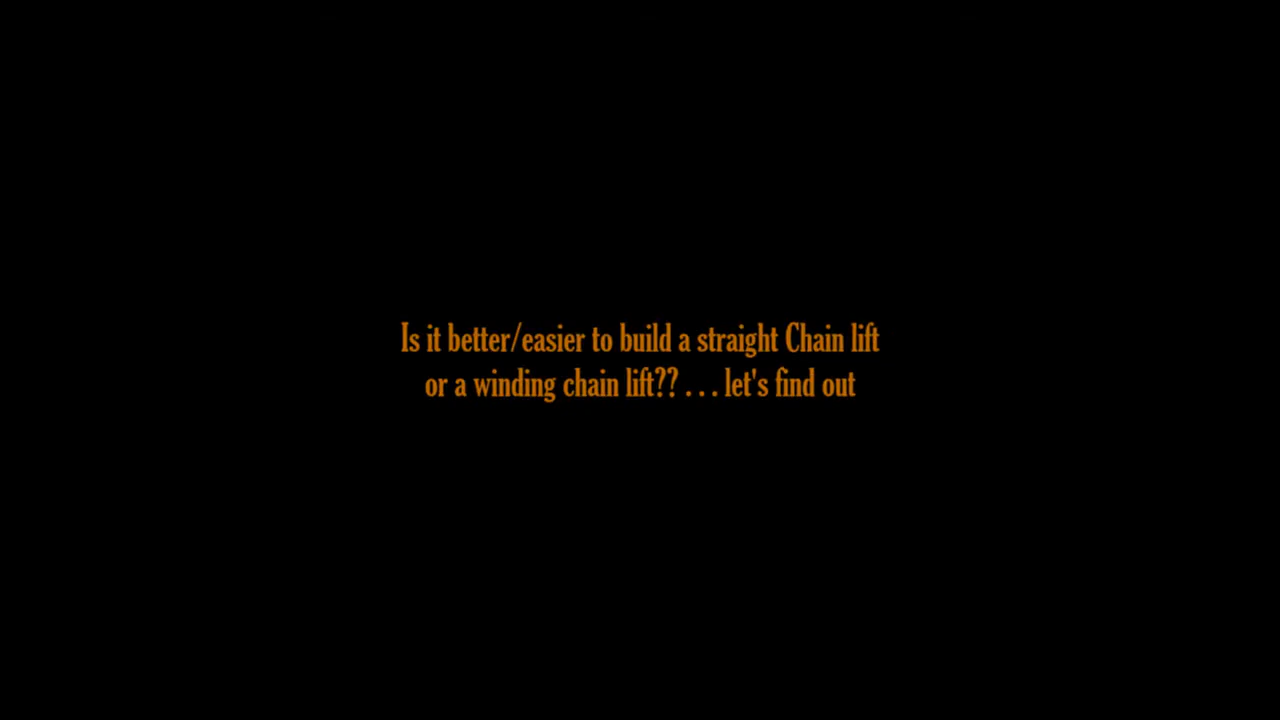 Is it better/easier to build a straight Chain lift
or a winding chain lift?? . . . let's find out